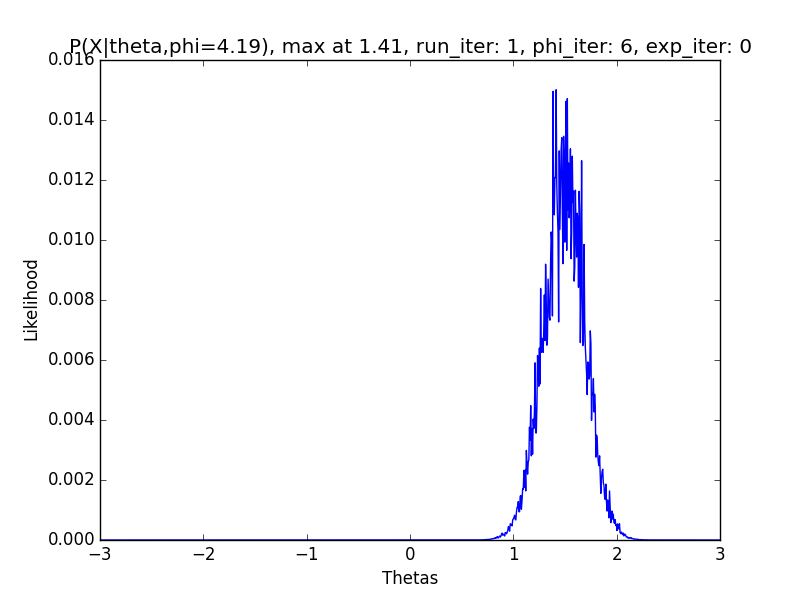 P(X|theta,phi=4.19), max at 1.41, run_iter: 1, phi_iter: 6, exp_iter: 0
0.016
0.014
0.012
0.010
0.008
0.006
0.004
0.002
0.000
Likelihood
−3 −2 −1 0 1 2 3
Thetas